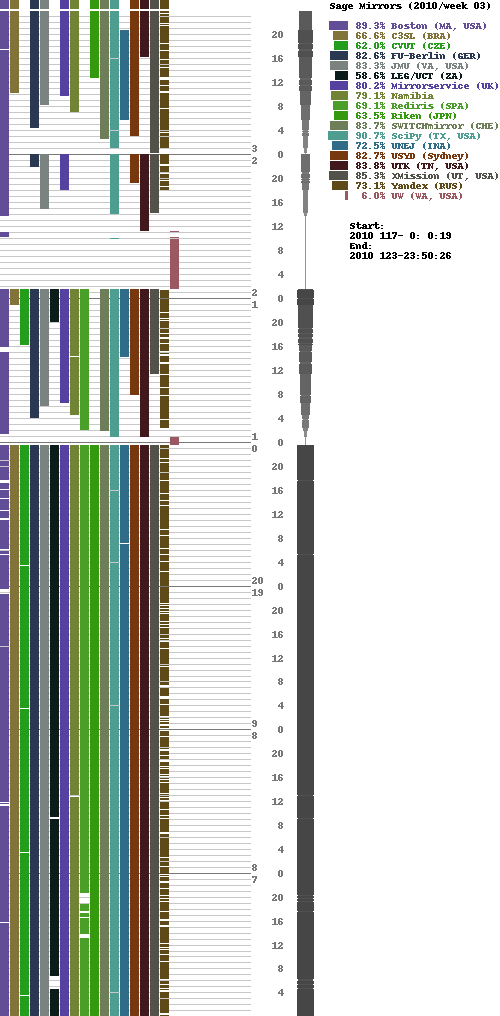 Sage Mirrors (2010/week 03)
89.3% Boston (MA, USA)
66.6% C3SL (BRA)
62.0% CVUT (CZE)
82.6% FU-Berlin (GER)
83.3% JMU (VA, USA)
58.6% LEG/UCT (ZA)
80.2% Mirrorservice (UK)
79.1% Namibia
69.1% Rediris (SPA)
63.5% Riken (JPN)
83.7% SWITCHmirror (CHE)
90.7% SciPy (TX, USA)
72.5% UNEJ (INA)
82.7% USYD (Sydney)
83.8% UTK (TN, USA)
85.3% XMission (UT, USA)
73.1% Yandex (RUS)
6.0% UW (WA, USA)
Start:
2010 117- 0: 0:19
End:
2010 123-23:50:26
20
16
12
8
4
3
0
2
20
16
12
8
4
2
0
1
20
16
12
8
4
1
0
0
20
16
12
8
4
20
0
19
20
16
12
8
4
9
0
8
20
16
12
8
4
8
0
7
20
16
12
8
4